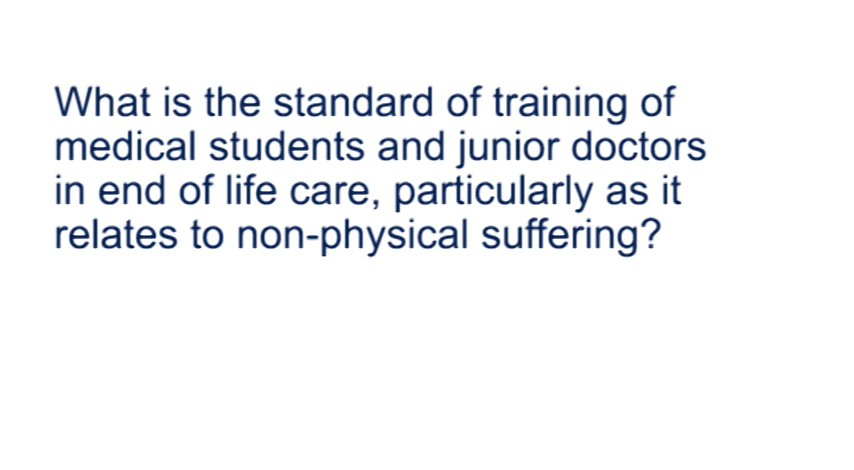 What is the standard of training of
medical students and junior doctors
in end of life care, particularly as it
relates to non-physical suffering?